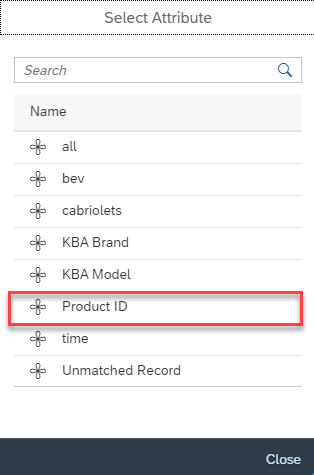 Select Attribute
Search
Name
all
bev
cabriolets
KBA Brand
KBA Model
Product ID
time
Unmatched Record
Close